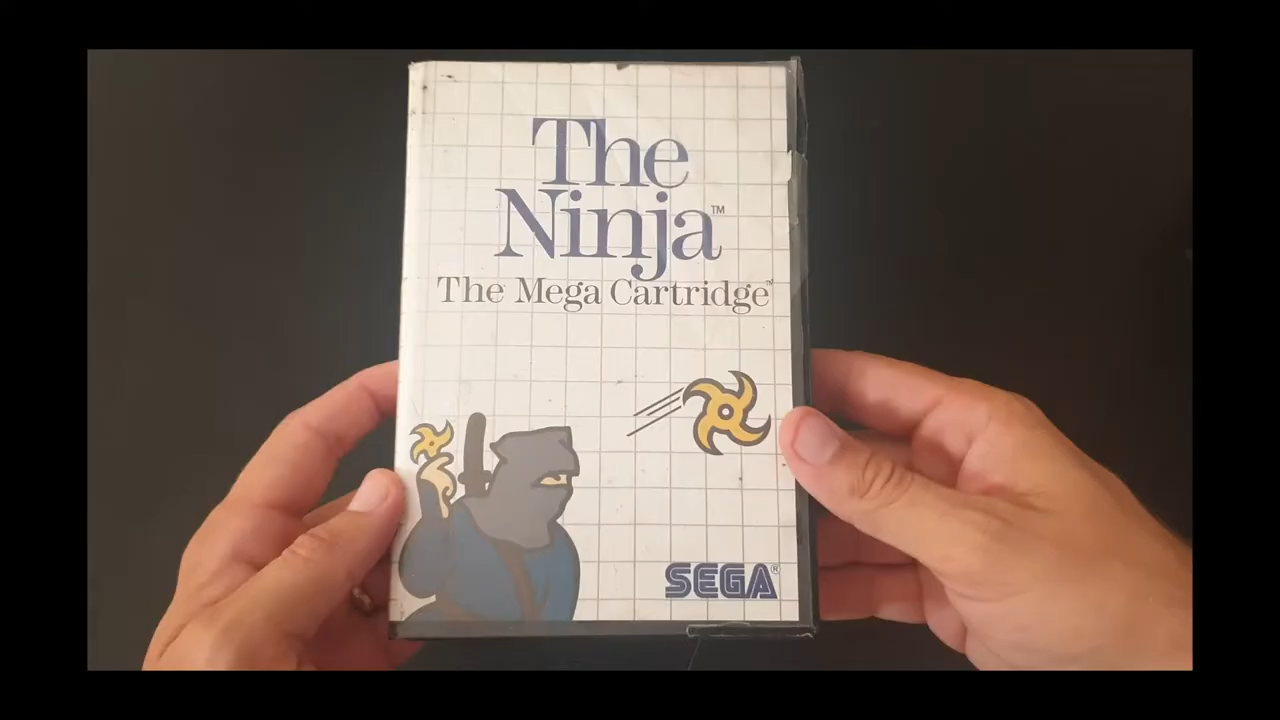 The
Ninja™
The Mega Cartridge™
SEGA®